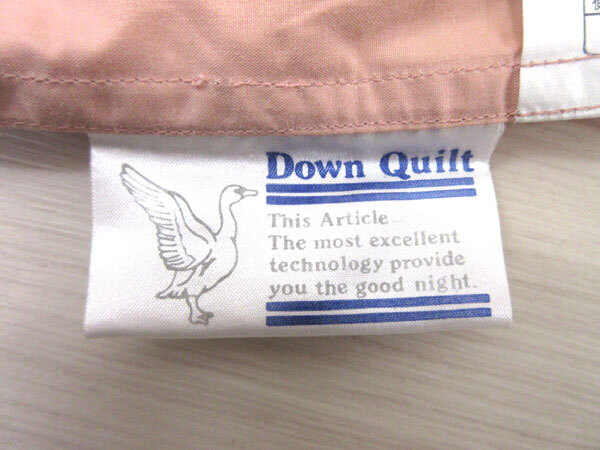 Down Quilt
This Article...
The most excellent
technology provide
you the good night.